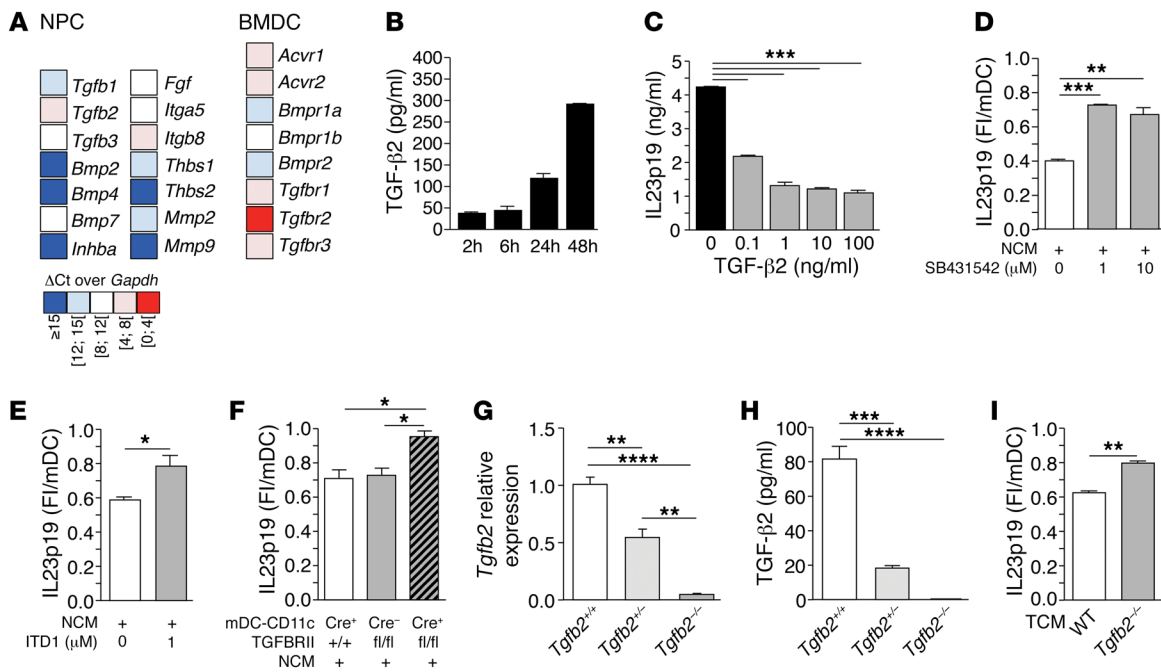 A
NPC
BMDC
Tgfb1
Tgfb2
Tgfb3
Bmp2
Bmp4
Bmp7
Inhba
Fgf
Itga5
Itgb8
Thbs1
Thbs2
Mmp2
Mmp9
Acvr1
Acvr2
Bmpr1a
Bmpr1b
Bmpr2
Tgfbr1
Tgfbr2
Tgfbr3
ΔCt over Gapdh
≥15
[12; 15[
[8; 12[
[4; 8[
[0; 4[
B
TGF-β2 (pg/ml)
400
350
300
250
200
150
100
50
0
2h 6h 24h 48h
C
IL23p19 (ng/ml)
5
4
3
2
1
0
***
0 0.1 1 10 100
TGF-β2 (ng/ml)
D
IL23p19 (FI/mDC)
1.0
0.8
0.6
0.4
0.2
0.0
**
***
NCM + + +
SB431542 (μM) 0 1 10
E
IL23p19 (FI/mDC)
1.0
0.8
0.6
0.4
0.2
0.0
*
NCM + +
ITD1 (μM) 0 1
F
IL23p19 (FI/mDC)
1.0
0.8
0.6
0.4
0.2
0.0
*
*
mDC-CD11c Cre⁺ Cre⁻ Cre⁺
TGFBRII +/+ fl/fl fl/fl
NCM + + +
G
Tgfb2 relative
expression
1.5
1.0
0.5
0.0
**
****
**
Tgfb2+/+ Tgfb2+/– Tgfb2–/–
H
TGF-β2 (pg/ml)
100
80
60
40
20
0
***
****
Tgfb2+/+ Tgfb2+/– Tgfb2–/–
I
IL23p19 (FI/mDC)
1.0
0.8
0.6
0.4
0.2
0.0
**
TCM WT Tgfb2–/–